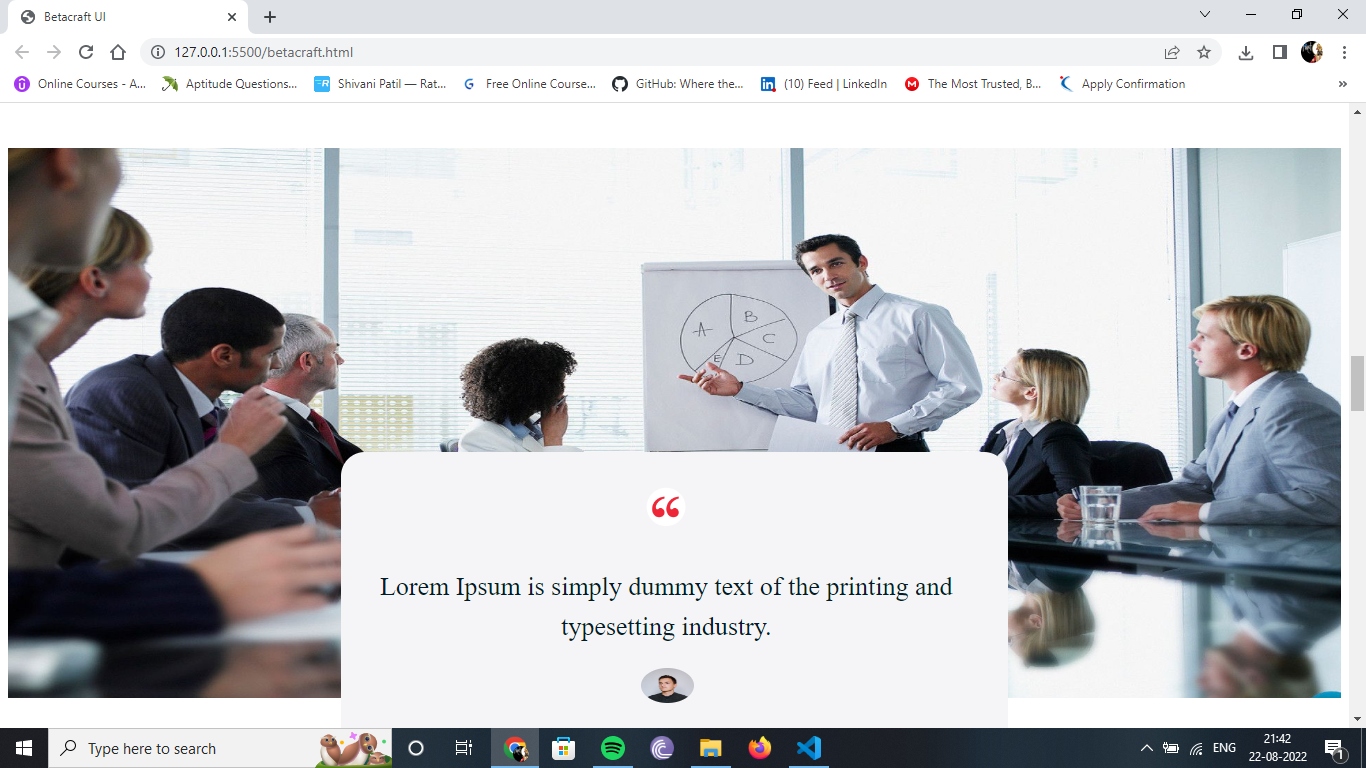 Betacraft UI
127.0.0.1:5500/betacraft.html
Online Courses - A...
Aptitude Questions...
Shivani Patil — Rat...
Free Online Course...
GitHub: Where the...
(10) Feed | LinkedIn
The Most Trusted, B...
Apply Confirmation
»
A
B
C
D
E
“
Lorem Ipsum is simply dummy text of the printing and
typesetting industry.
Type here to search
ENG
21:42
22-08-2022
1